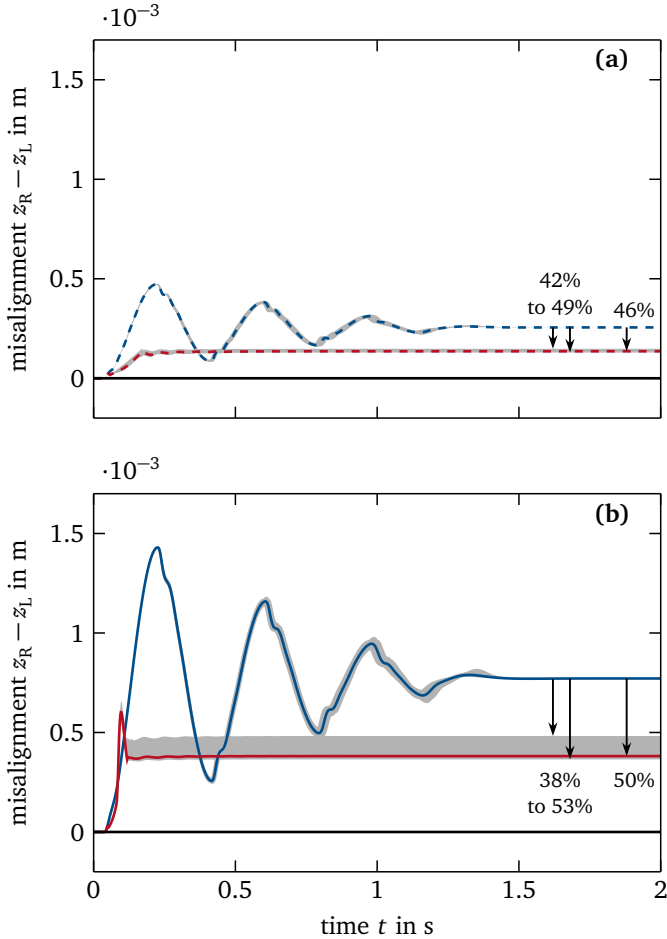 ·10⁻³
(a)
1.5
1
0.5
0
misalignment z_R − z_L in m
42%
to 49%
46%
·10⁻³
(b)
1.5
1
0.5
0
misalignment z_R − z_L in m
38%
to 53%
50%
0 0.5 1 1.5 2
time t in s